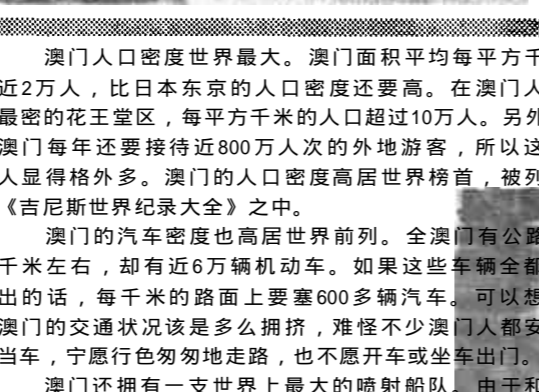 澳门人口密度世界最大。澳门面积平均每平方千
近2万人，比日本东京的人口密度还要高。在澳门人
最密的花王堂区，每平方千米的人口超过10万人。另外
澳门每年还要接待近800万人次的外地游客，所以这
人显得格外多。澳门的人口密度高居世界榜首，被列
《吉尼斯世界纪录大全》之中。
澳门的汽车密度也高居世界前列。全澳门有公路
千米左右，却有近6万辆机动车。如果这些车辆全都
出的话，每千米的路面上要塞600多辆汽车。可以想
澳门的交通状况该是多么拥挤，难怪不少澳门人都安
当车，宁愿行色匆匆地走路，也不愿开车或坐车出门。
澳门还拥有一支世界上最大的喷射船队。由于和